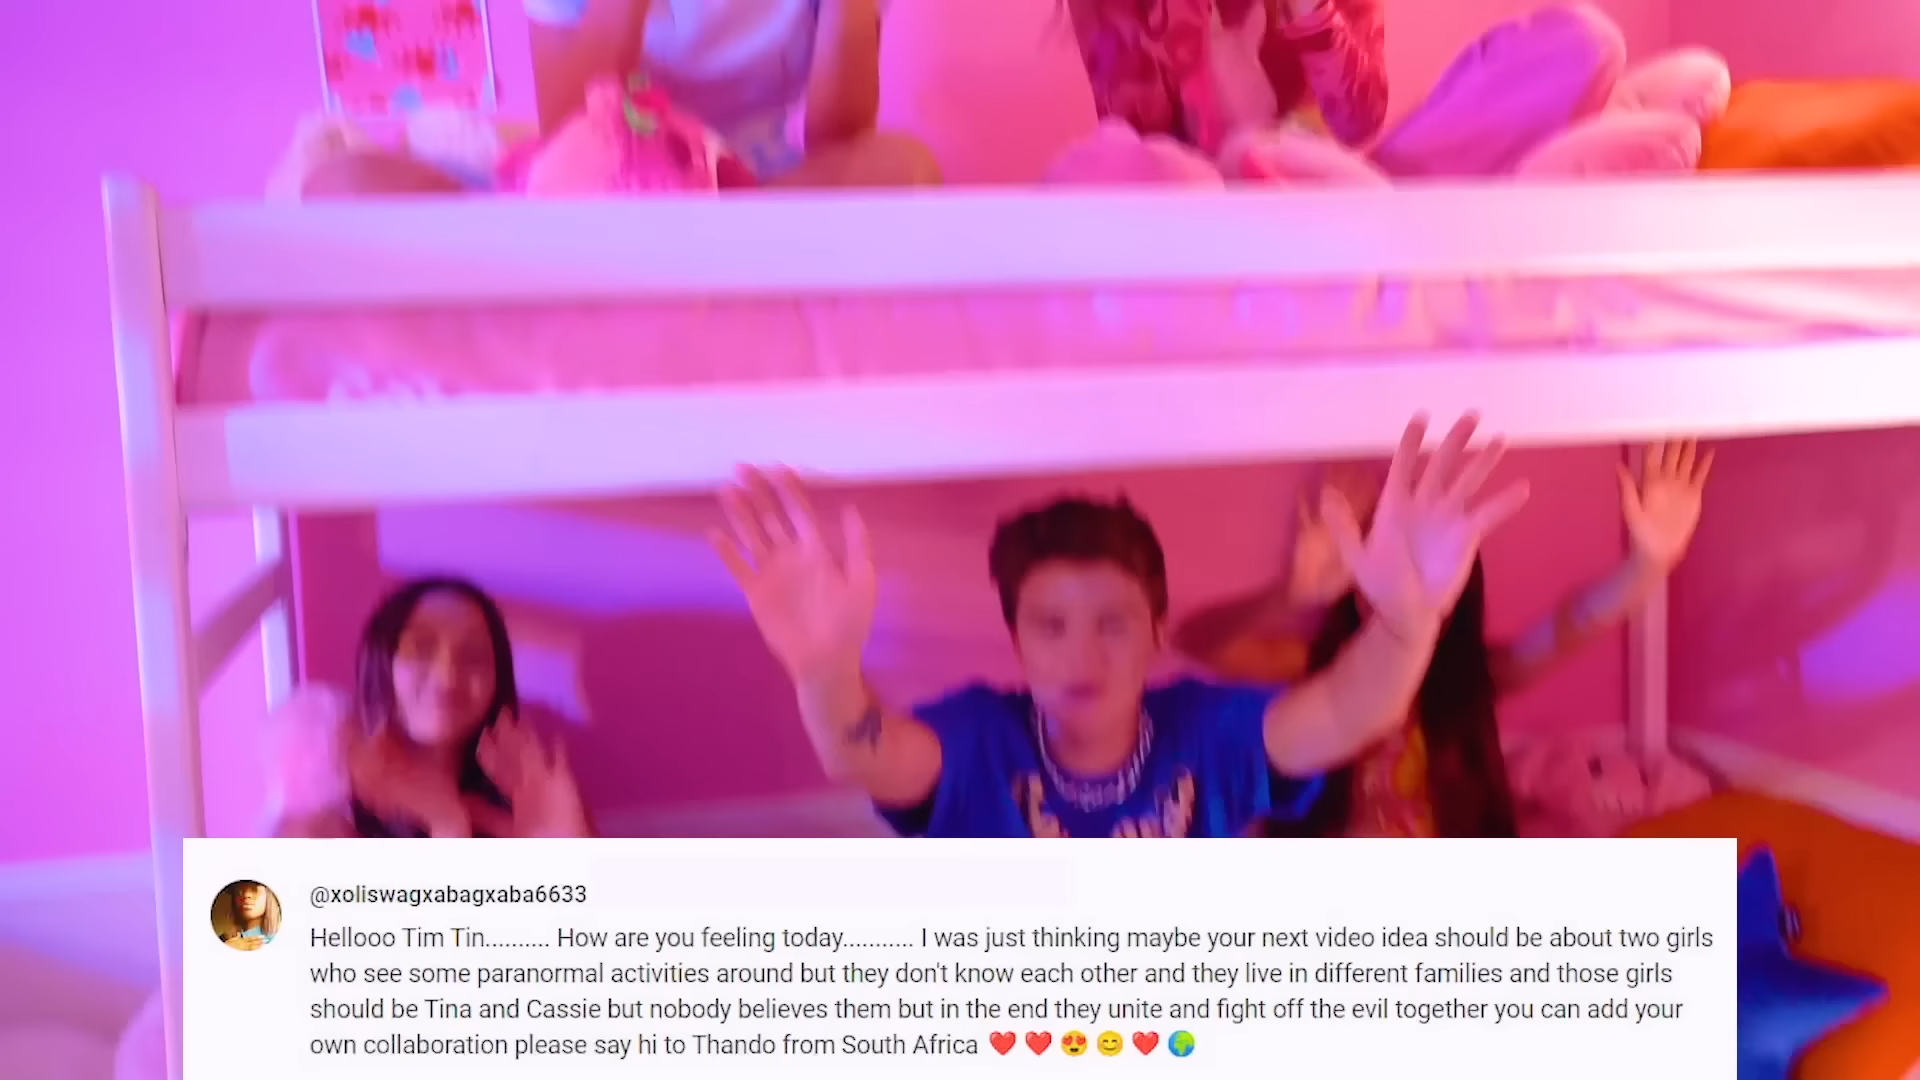 @xoliswagxabagxaba6633
Hellooo Tim Tin.......... How are you feeling today........... I was just thinking maybe your next video idea should be about two girls
who see some paranormal activities around but they don't know each other and they live in different families and those girls
should be Tina and Cassie but nobody believes them but in the end they unite and fight off the evil together you can add your
own collaboration please say hi to Thando from South Africa ❤️ ❤️ 😍 😊 ❤️ 🌍